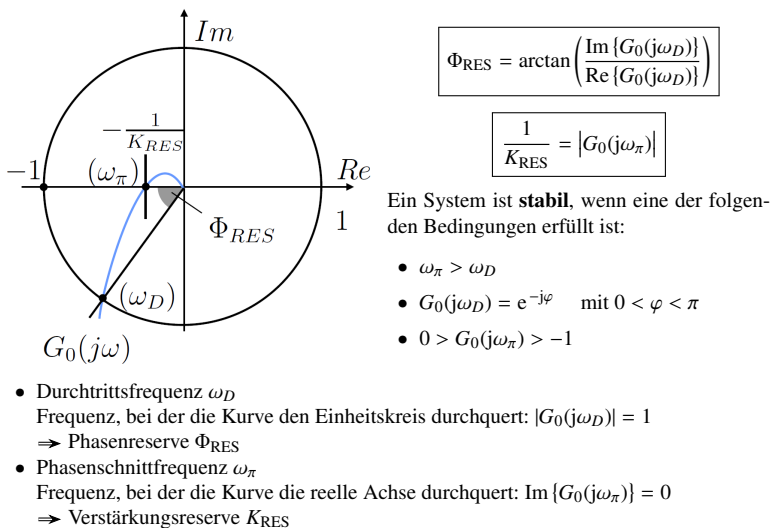 Im
−1/K_RES
−1
(ω_π)
Re
1
Φ_RES
(ω_D)
G_0(jω)
Φ_RES = arctan(Im {G_0(jω_D)} / Re {G_0(jω_D)})
1/K_RES = |G_0(jω_π)|
Ein System ist stabil, wenn eine der folgen-
den Bedingungen erfüllt ist:
• ω_π > ω_D
• G_0(jω_D) = e^{−jφ} mit 0 < φ < π
• 0 > G_0(jω_π) > −1
• Durchtrittsfrequenz ω_D
Frequenz, bei der die Kurve den Einheitskreis durchquert: |G_0(jω_D)| = 1
⇒ Phasenreserve Φ_RES
• Phasenschnittfrequenz ω_π
Frequenz, bei der die Kurve die reelle Achse durchquert: Im {G_0(jω_π)} = 0
⇒ Verstärkungsreserve K_RES